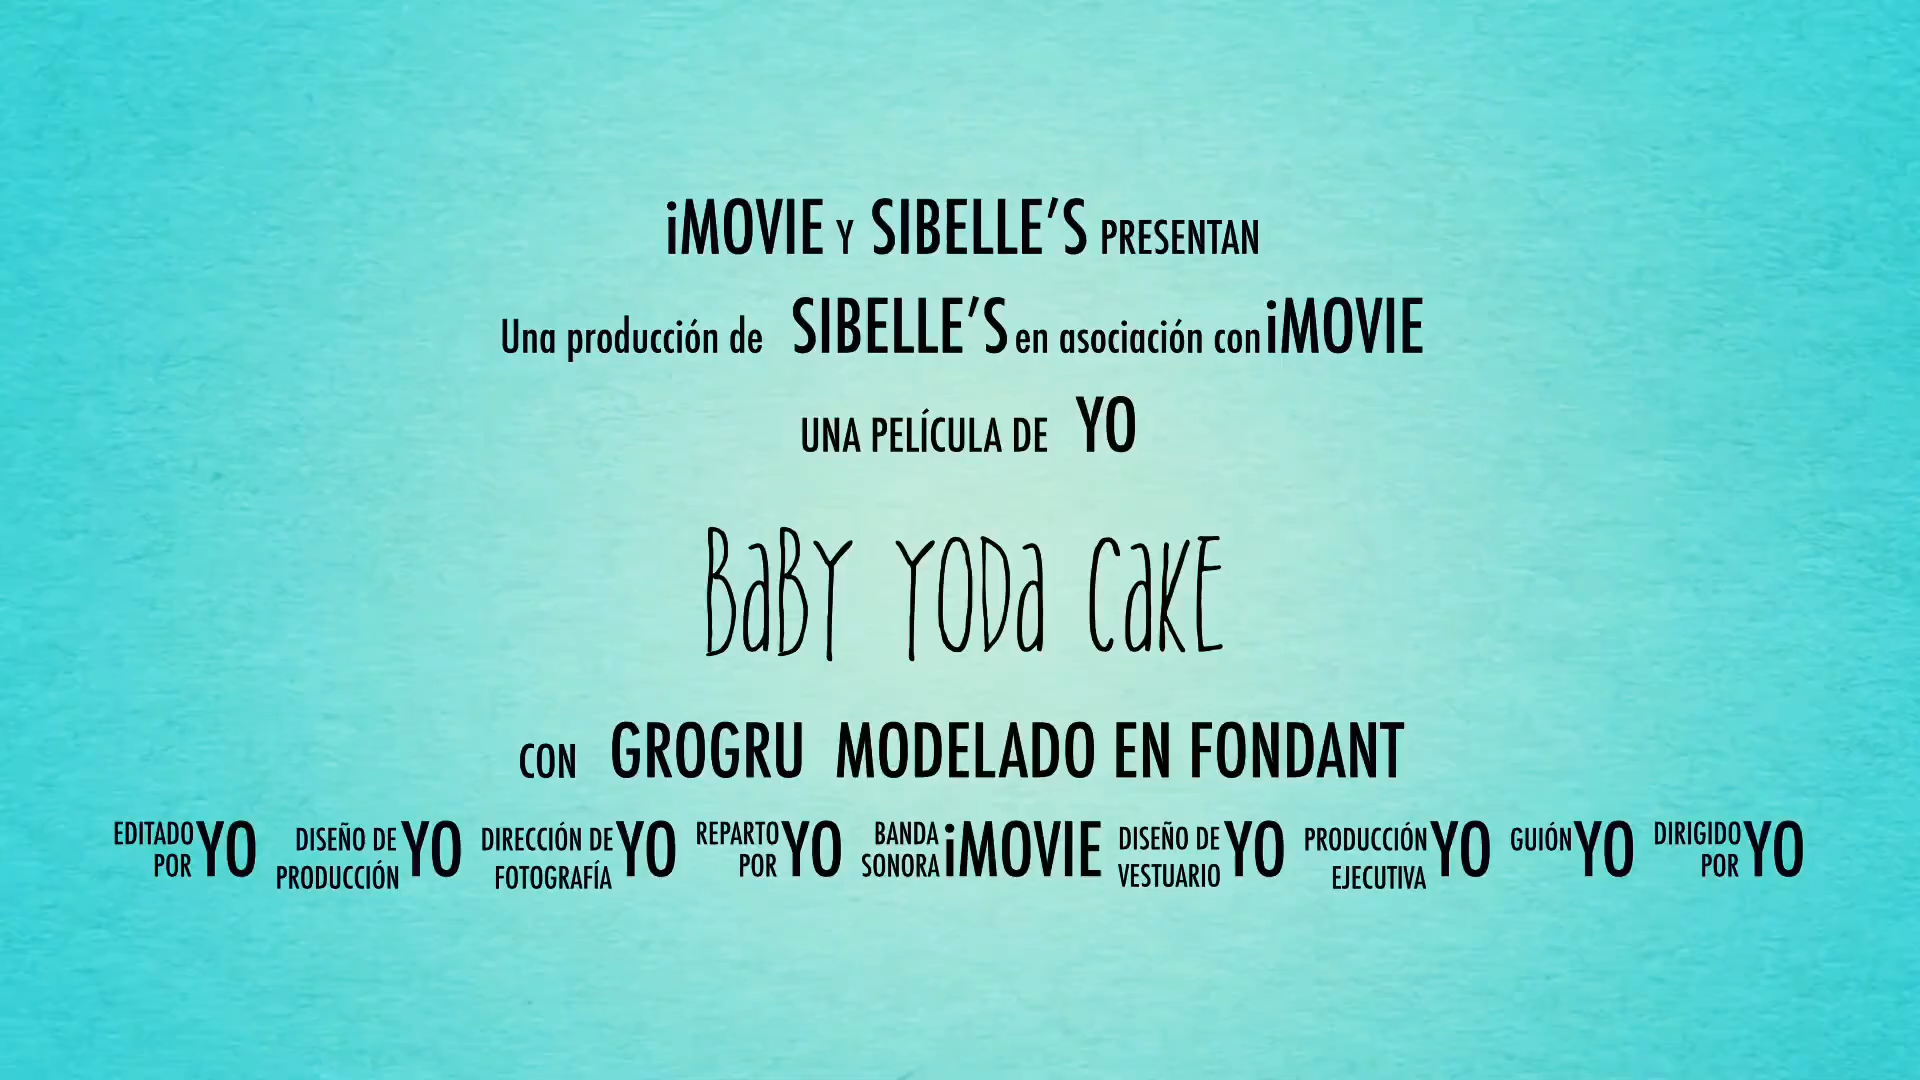 iMOVIE Y SIBELLE'S PRESENTAN
Una producción de SIBELLE'S en asociación con iMOVIE
UNA PELÍCULA DE YO
BaBY YODa CaKE
CON GROGRU MODELADO EN FONDANT
EDITADO POR YO DISEÑO DE PRODUCCIÓN YO DIRECCIÓN DE FOTOGRAFÍA YO REPARTO POR YO BANDA SONORA iMOVIE DISEÑO DE VESTUARIO YO PRODUCCIÓN EJECUTIVA YO GUIÓN YO DIRIGIDO POR YO